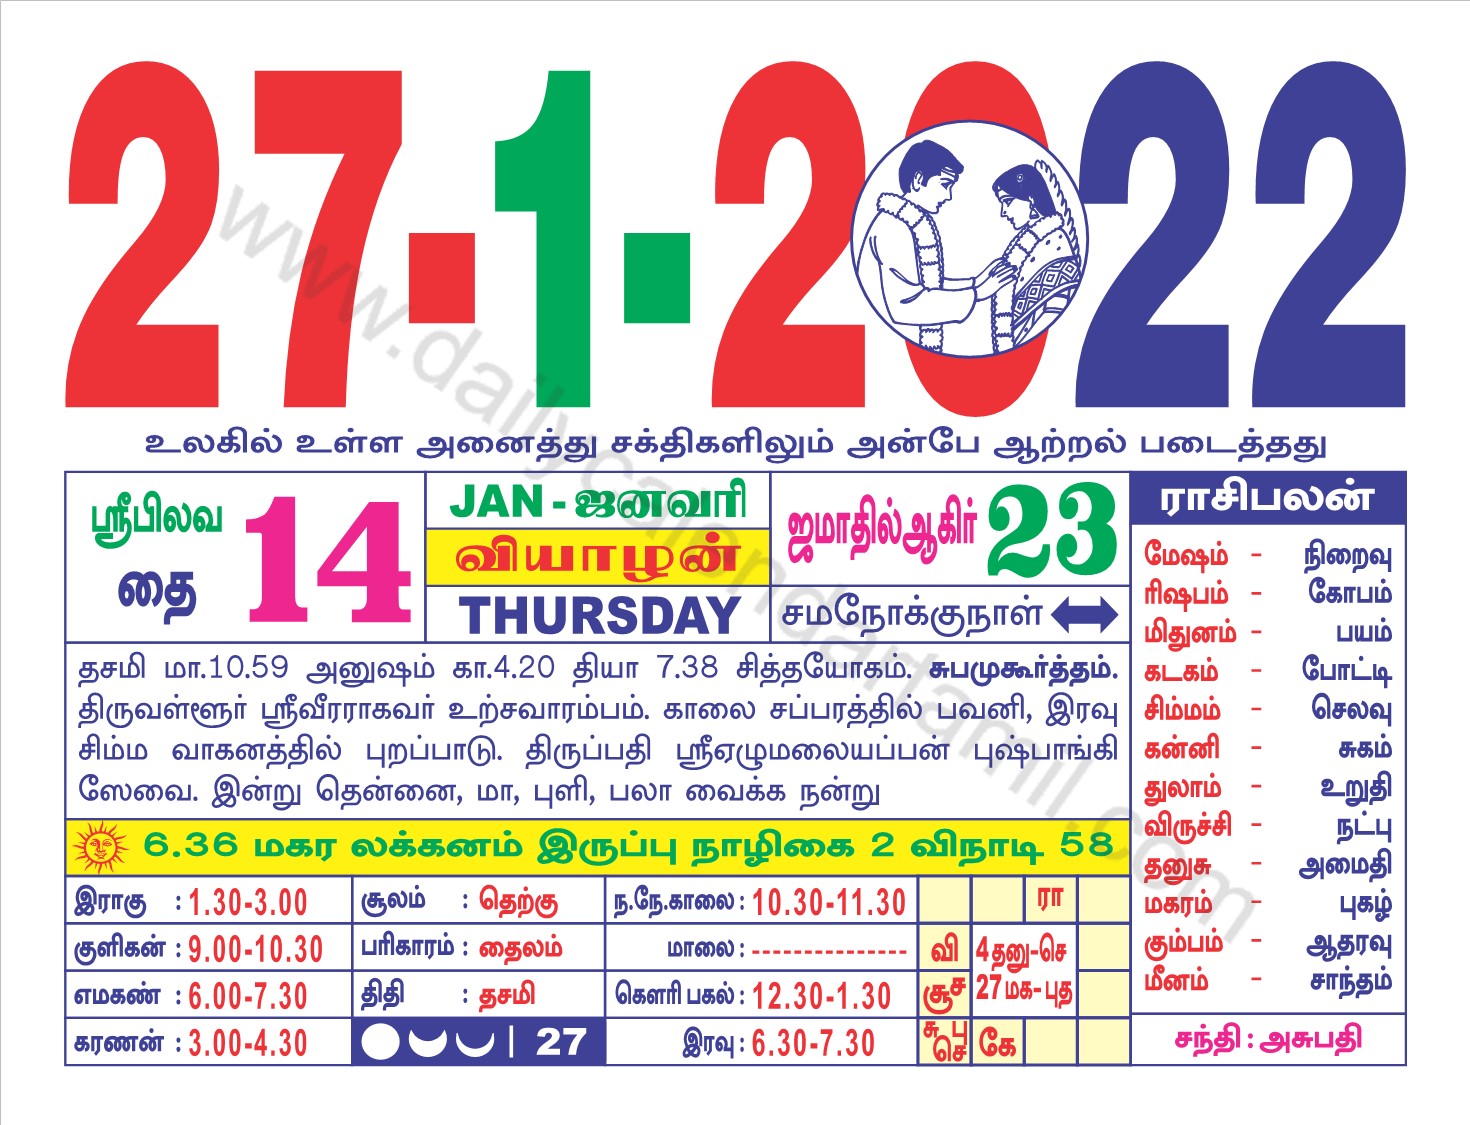 27-1-2022
உலகில் உள்ள அனைத்து சக்திகளிலும் அன்பே ஆற்றல் படைத்தது
ஸ்ரீபிலவ
தை
14
JAN - ஜனவரி
வியாழன்
THURSDAY
ஜமாதில்ஆகிர் 23
சமநோக்குநாள்
தசமி மா.10.59 அனுஷம் கா.4.20 தியா 7.38 சித்தயோகம். சுபமுகூர்த்தம்.
திருவள்ளூர் ஸ்ரீவீரராகவர் உற்சவாரம்பம். காலை சப்பரத்தில் பவனி, இரவு
சிம்ம வாகனத்தில் புறப்பாடு. திருப்பதி ஸ்ரீஏழுமலையப்பன் புஷ்பாங்கி
ஸேவை. இன்று தென்னை, மா, புளி, பலா வைக்க நன்று
6.36 மகர லக்கனம் இருப்பு நாழிகை 2 விநாடி 58
இராகு : 1.30-3.00
குளிகன் : 9.00-10.30
எமகண் : 6.00-7.30
கரணன் : 3.00-4.30
சூலம் : தெற்கு
பரிகாரம் : தைலம்
திதி : தசமி
| 27
ந.நே.காலை : 10.30-11.30
மாலை : ---------------
கௌரி பகல் : 12.30-1.30
இரவு : 6.30-7.30
ரா
வி
4 தனு-செ
சூச
27 மக- புத
சு பு
செ
கே
ராசிபலன்
மேஷம் - நிறைவு
ரிஷபம் - கோபம்
மிதுனம் - பயம்
கடகம் - போட்டி
சிம்மம் - செலவு
கன்னி - சுகம்
துலாம் - உறுதி
விருச்சி - நட்பு
தனுசு - அமைதி
மகரம் - புகழ்
கும்பம் - ஆதரவு
மீனம் - சாந்தம்
சந்தி : அசுபதி
www.dailycalendartamil.com